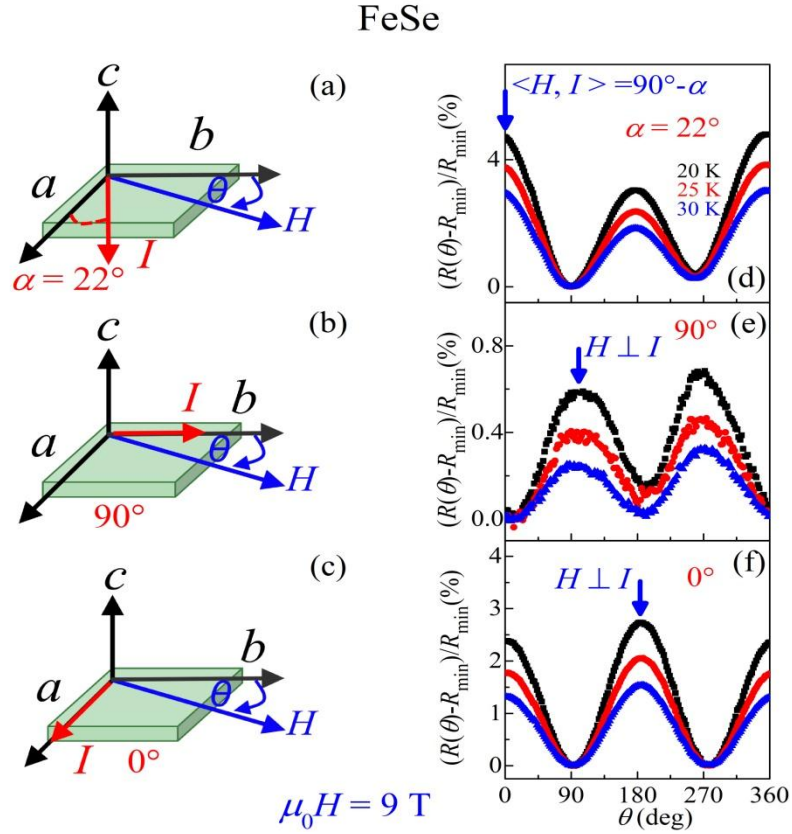 FeSe
(a)
c
b
a
θ
H
I
α = 22°
(b)
c
I
b
a
θ
H
90°
(c)
c
b
a
θ
H
I
0°
μ₀H = 9 T
<H, I > =90°-α
α = 22°
20 K
25 K
30 K
(d)
(R(θ)-Rmin)/Rmin(%)
4
0
90°
(e)
H ⊥ I
(R(θ)-Rmin)/Rmin(%)
0.8
0.4
0.0
H ⊥ I
0°
(f)
(R(θ)-Rmin)/Rmin(%)
4
3
2
1
0
0 90 180 270 360
θ (deg)